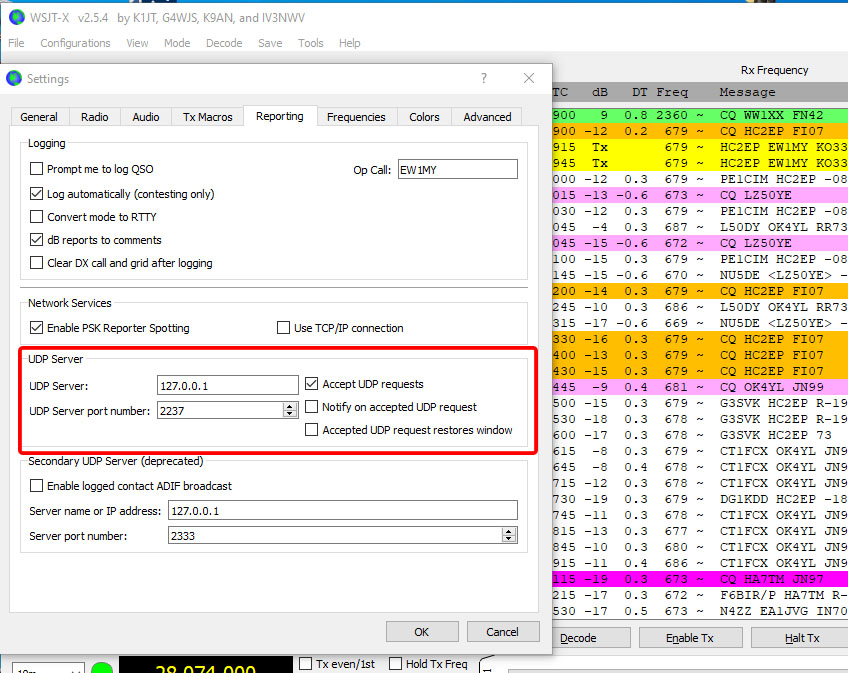 WSJT-X v2.5.4 by K1JT, G4WJS, K9AN, and IV3NWV
File Configurations View Mode Decode Save Tools Help
Settings ?
General Radio Audio Tx Macros Reporting Frequencies Colors Advanced
Logging
Prompt me to log QSO Op Call: EW1MY
Log automatically (contesting only)
Convert mode to RTTY
dB reports to comments
Clear DX call and grid after logging
Network Services
Enable PSK Reporter Spotting Use TCP/IP connection
UDP Server
UDP Server: 127.0.0.1 Accept UDP requests
UDP Server port number: 2237 Notify on accepted UDP request
Accepted UDP request restores window
Secondary UDP Server (deprecated)
Enable logged contact ADIF broadcast
Server name or IP address: 127.0.0.1
Server port number: 2333
OK Cancel
Rx Frequency
TC dB DT Freq Message
900 9 0.8 2360 ~ CQ WW1XX FN42
900 -12 0.2 679 ~ CQ HC2EP FI07
915 Tx 679 ~ HC2EP EW1MY KO33
945 Tx 679 ~ HC2EP EW1MY KO33
000 -12 0.3 679 ~ PE1CIM HC2EP -08
015 -13 -0.6 673 ~ CQ LZ50YE
030 -12 0.3 679 ~ PE1CIM HC2EP -08
045 -4 0.3 687 ~ L50DY OK4YL RR73
045 -15 -0.6 672 ~ CQ LZ50YE
100 -15 0.3 679 ~ PE1CIM HC2EP -08
145 -15 -0.6 670 ~ NU5DE <LZ50YE> -
200 -14 0.3 679 ~ CQ HC2EP FI07
245 -10 0.3 686 ~ L50DY OK4YL RR73
315 -17 -0.6 669 ~ NU5DE <LZ50YE> -
330 -16 0.3 679 ~ CQ HC2EP FI07
400 -13 0.3 679 ~ CQ HC2EP FI07
430 -15 0.3 679 ~ CQ HC2EP FI07
445 -9 0.4 681 ~ CQ OK4YL JN99
500 -15 0.3 679 ~ G3SVK HC2EP R-19
530 -18 0.3 678 ~ G3SVK HC2EP R-19
600 -17 0.3 678 ~ G3SVK HC2EP 73
615 -8 0.3 679 ~ CT1FCX OK4YL JN9
645 -8 0.4 678 ~ CT1FCX OK4YL JN9
715 -12 0.3 678 ~ CT1FCX OK4YL JN9
730 -19 0.3 679 ~ DG1KDD HC2EP -18
745 -11 0.3 678 ~ CT1FCX OK4YL JN9
815 -13 0.3 677 ~ CT1FCX OK4YL JN9
845 -10 0.3 680 ~ CT1FCX OK4YL JN9
915 -11 0.4 686 ~ CT1FCX OK4YL JN9
115 -19 0.3 673 ~ CQ HA7TM JN97
215 -17 0.3 672 ~ F6BIR/P HA7TM R-
530 -17 0.5 673 ~ N4ZZ EA1JVG IN70
Decode Enable Tx Halt Tx
10m 28.074 000 Tx even/1st Hold Tx Freq